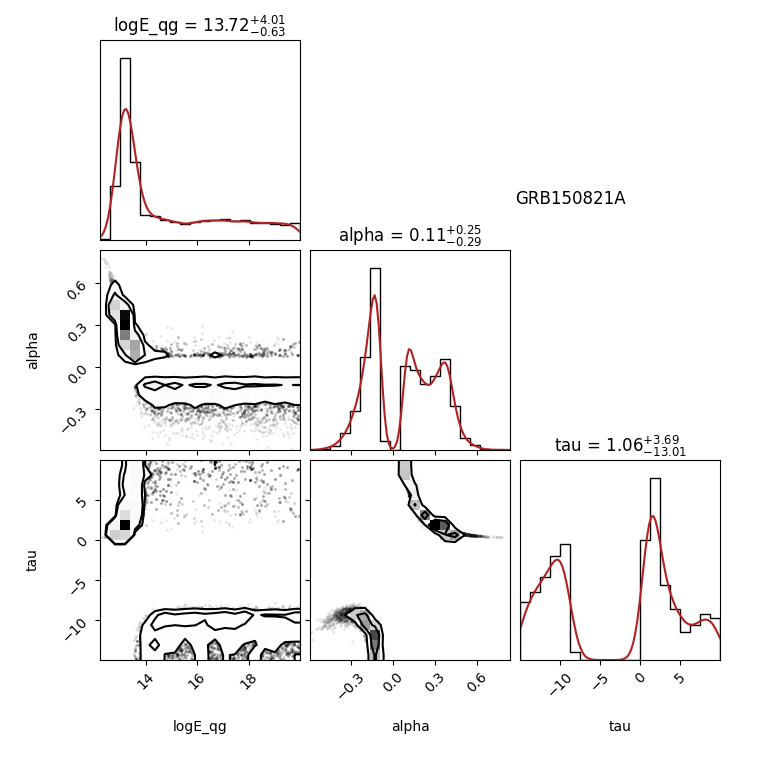 logE_qg = 13.72+4.01−0.63
GRB150821A
alpha = 0.11+0.25−0.29
0.6
0.3
0.0
−0.3
alpha
tau = 1.06+3.69−13.01
5
0
−5
−10
tau
14
16
18
−0.3
0.0
0.3
0.6
−10
−5
0
5
logE_qg
alpha
tau